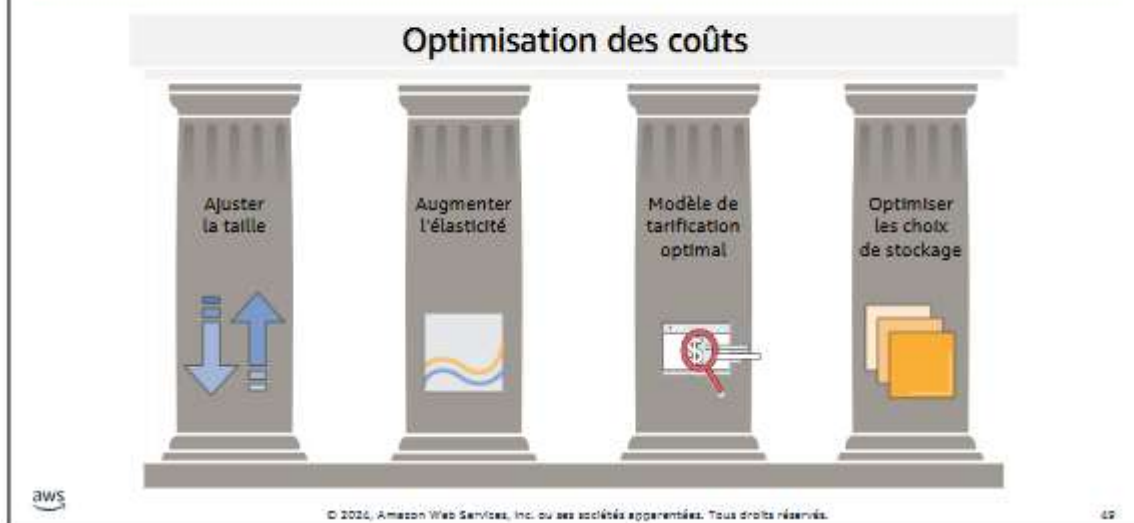 Optimisation des coûts
Ajuster
la taille
Augmenter
l'élasticité
Modèle de
tarification
optimal
Optimiser
les choix
de stockage
$
aws
© 2024, Amazon Web Services, Inc. ou ses sociétés apparentées. Tous droits réservés.
49